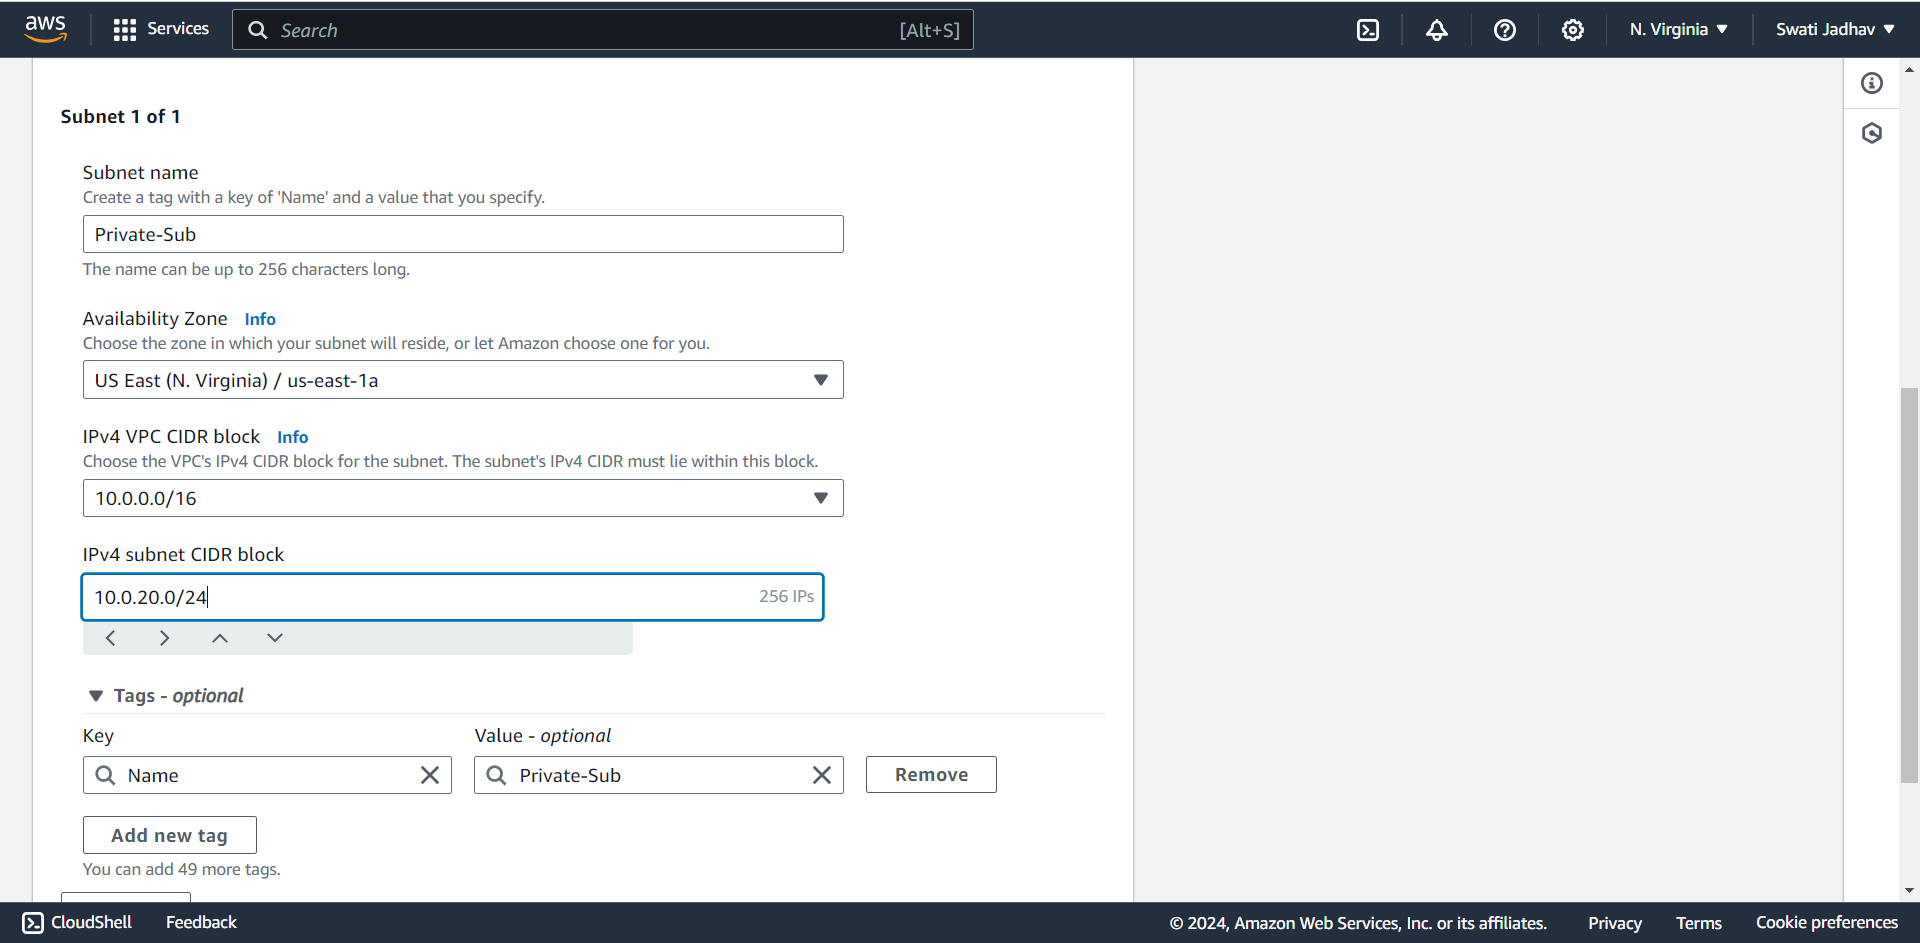 aws Services Search [Alt+S] N. Virginia Swati Jadhav
Subnet 1 of 1
Subnet name
Create a tag with a key of 'Name' and a value that you specify.
Private-Sub
The name can be up to 256 characters long.
Availability Zone Info
Choose the zone in which your subnet will reside, or let Amazon choose one for you.
US East (N. Virginia) / us-east-1a
IPv4 VPC CIDR block Info
Choose the VPC's IPv4 CIDR block for the subnet. The subnet's IPv4 CIDR must lie within this block.
10.0.0.0/16
IPv4 subnet CIDR block
10.0.20.0/24 256 IPs
Tags - optional
Key Value - optional
Name Private-Sub Remove
Add new tag
You can add 49 more tags.
CloudShell Feedback © 2024, Amazon Web Services, Inc. or its affiliates. Privacy Terms Cookie preferences